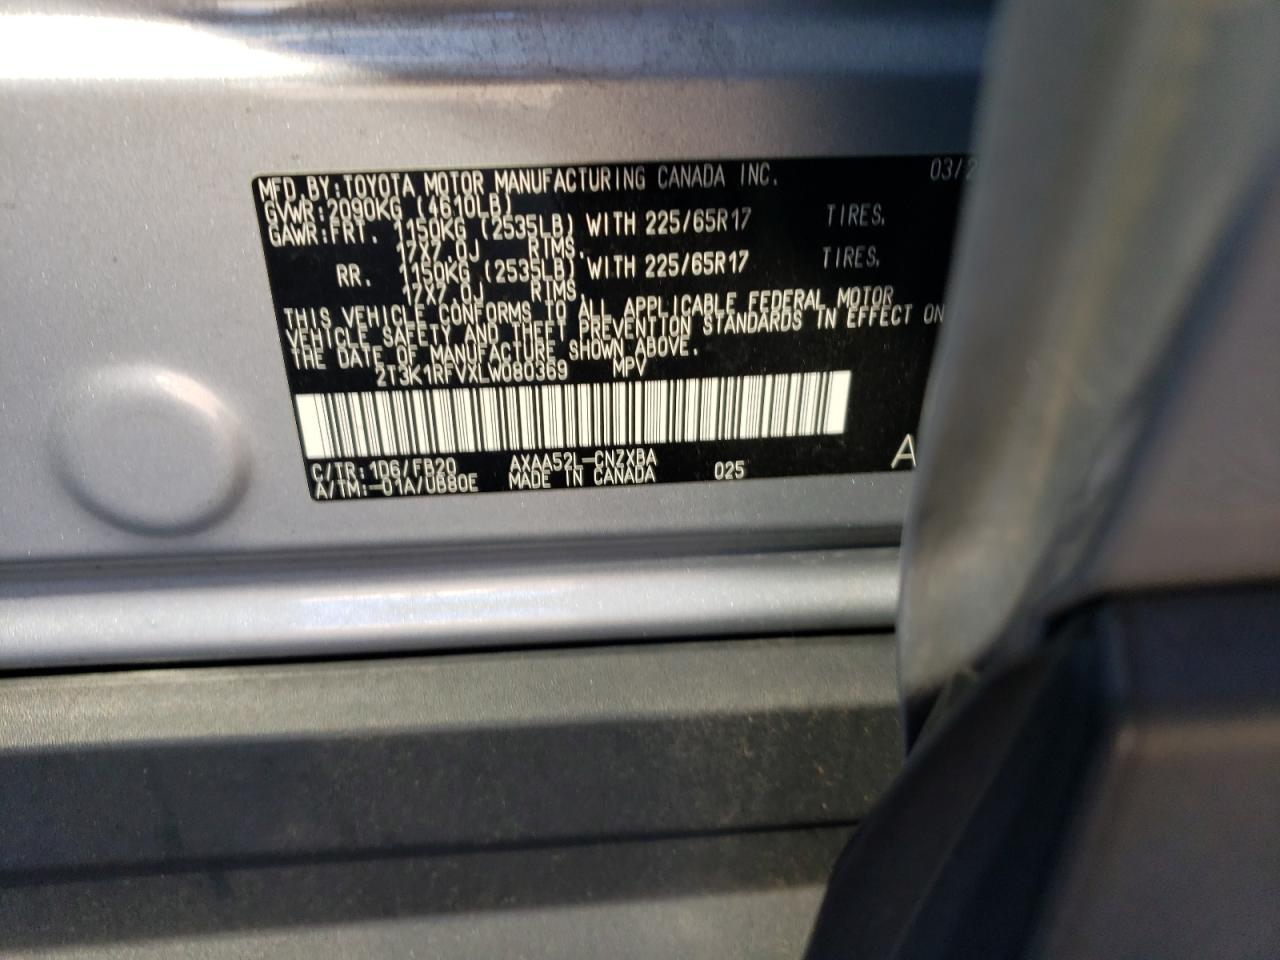 MFD.BY:TOYOTA MOTOR MANUFACTURING CANADA INC. 03/2
GVWR:2090KG (4610LB)
GAWR:FRT. 1150KG (2535LB) WITH 225/65R17 TIRES,
17X7.0J RIMS.
RR. 1150KG (2535LB) WITH 225/65R17 TIRES,
17X7.0J RIMS.
THIS VEHICLE CONFORMS TO ALL APPLICABLE FEDERAL MOTOR
VEHICLE SAFETY AND THEFT PREVENTION STANDARDS IN EFFECT ON
THE DATE OF MANUFACTURE SHOWN ABOVE.
2T3K1RFVXLW080369 MPV
C/TR:1D6/FB20 AXAA52L-CNZXBA 025 A
A/TM:-01A/UB80E MADE IN CANADA